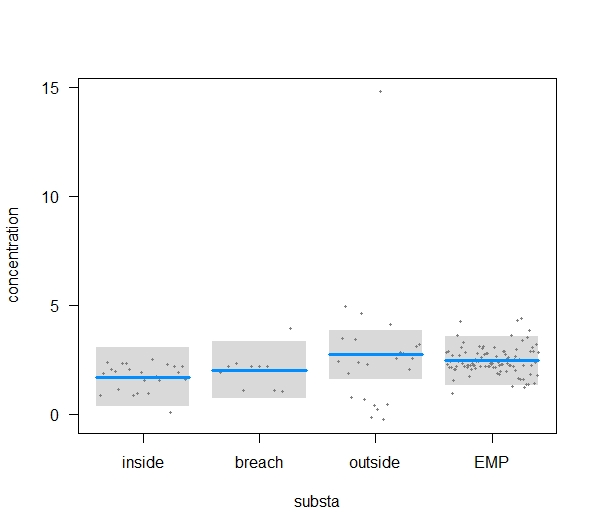 15
10
5
0
concentration
inside breach outside EMP
substa